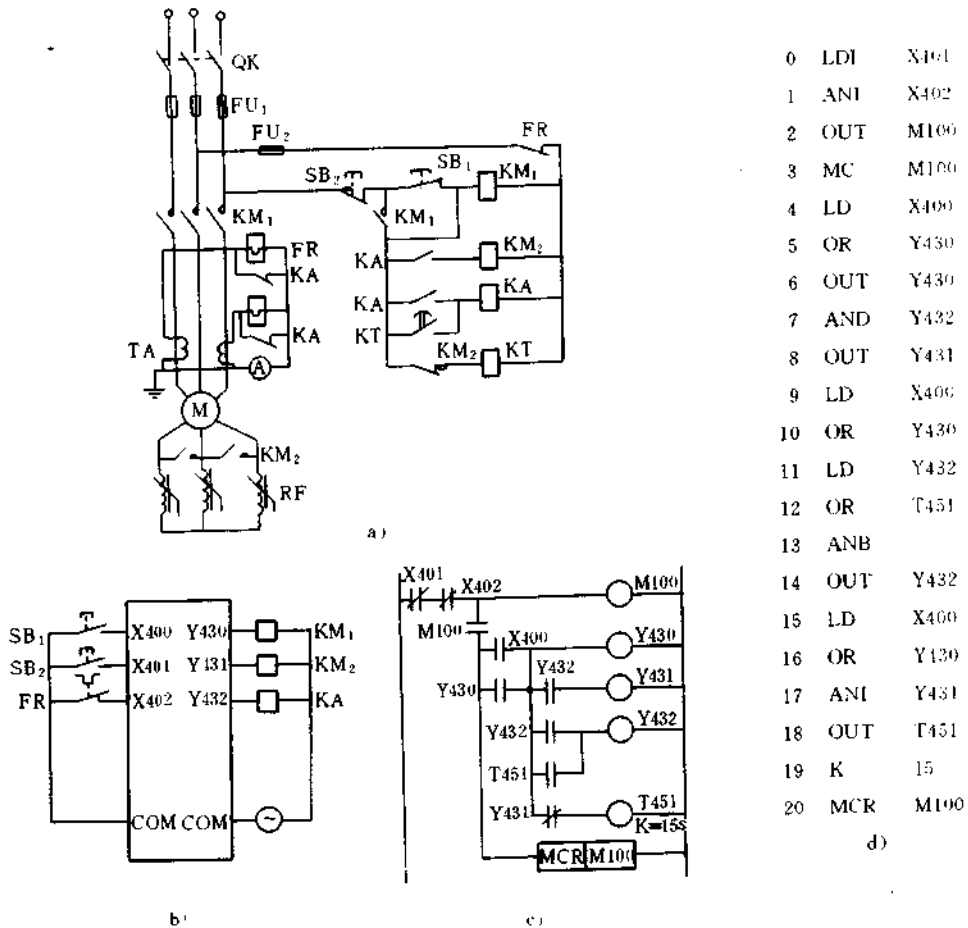 QK
FU₁
FU₂
FR
SB₂
SB₁
KM₁
KM₁
KM₁
FR
KA
KA
KM₂
KA
KA
KA
KT
TA
A
KM₂
KT
M
KM₂
RF
a)
SB₁ X400 Y430 KM₁
SB₂ X401 Y431 KM₂
FR X402 Y432 KA
COM COM
b)
X401
X402
M100
M100
X400
Y430
Y430
Y432
Y431
Y432
Y432
T451
Y431
T451
K=15s
MCR M100
c)
0 LDI X401
1 ANI X402
2 OUT M100
3 MC M100
4 LD X400
5 OR Y430
6 OUT Y430
7 AND Y432
8 OUT Y431
9 LD X400
10 OR Y430
11 LD Y432
12 OR T451
13 ANB
14 OUT Y432
15 LD X400
16 OR Y430
17 ANI Y431
18 OUT T451
19 K 15
20 MCR M100
d)